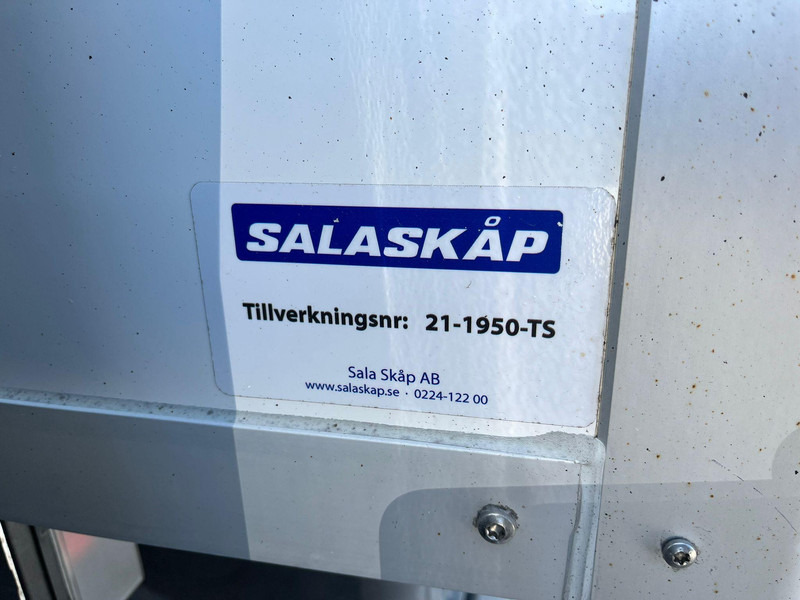 SALASKÅP
Tillverkningsnr: 21-1950-TS
Sala Skåp AB
www.salaskap.se · 0224-122 00